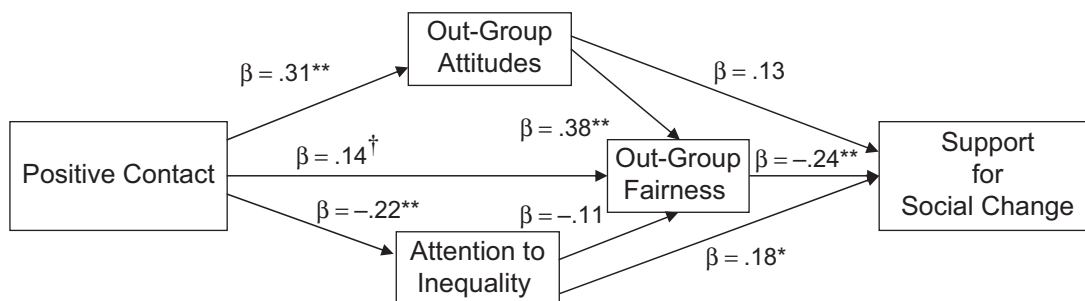 Out-Group
Attitudes
β = .31**
β = .13
β = .38**
Positive Contact
β = .14†
Out-Group
Fairness
β = –.24**
Support
for
Social Change
β = –.22**
β = –.11
Attention to
Inequality
β = .18*